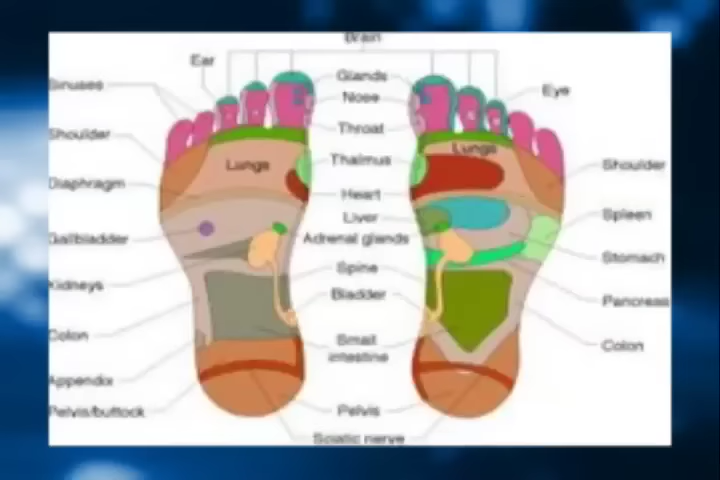 Brain
Ear
Glands
Sinuses
Nose
Eye
Throat
Shoulder
Lungs
Lungs
Thalmus
Shoulder
Diaphragm
Heart
Liver
Spleen
Gallbladder
Adrenal glands
Stomach
Spine
Kidneys
Bladder
Pancreas
Colon
Small
intestine
Colon
Appendix
Pelvis/buttock
Pelvis
Sciatic nerve